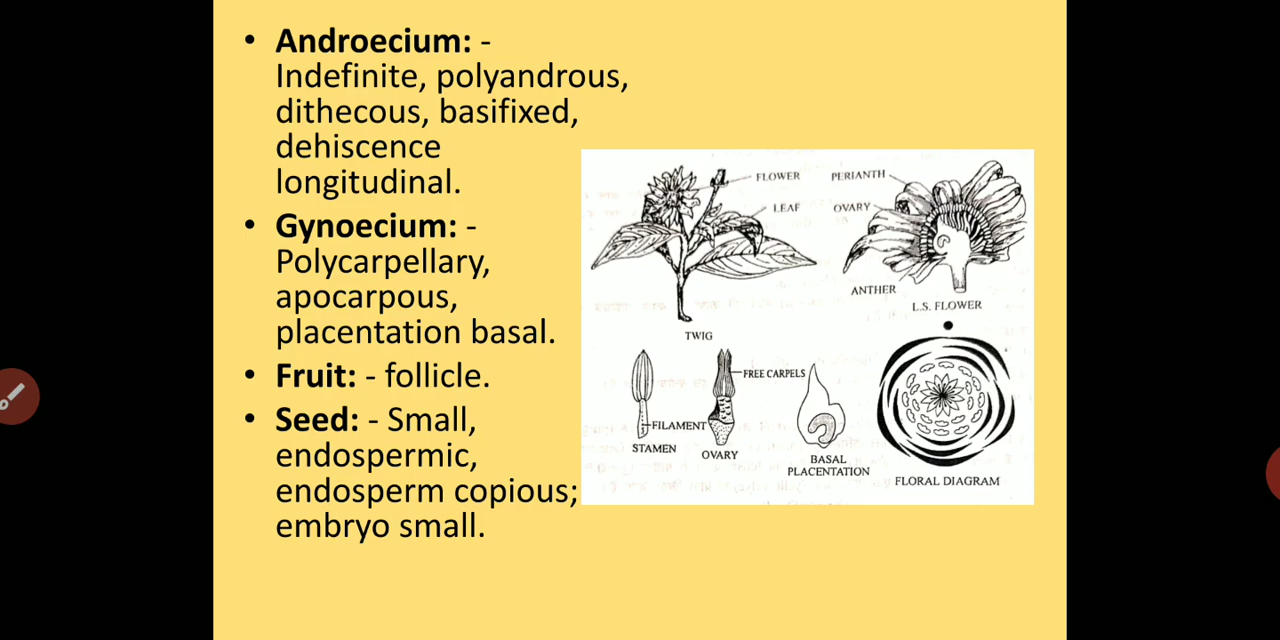 • Androecium: -
Indefinite, polyandrous,
dithecous, basifixed,
dehiscence
longitudinal.
• Gynoecium: -
Polycarpellary,
apocarpous,
placentation basal.
• Fruit: - follicle.
• Seed: - Small,
endospermic,
endosperm copious;
embryo small.
FLOWER
LEAF
TWIG
PERIANTH
OVARY
ANTHER
L.S. FLOWER
FILAMENT
STAMEN
FREE CARPELS
OVARY
BASAL
PLACENTATION
FLORAL DIAGRAM